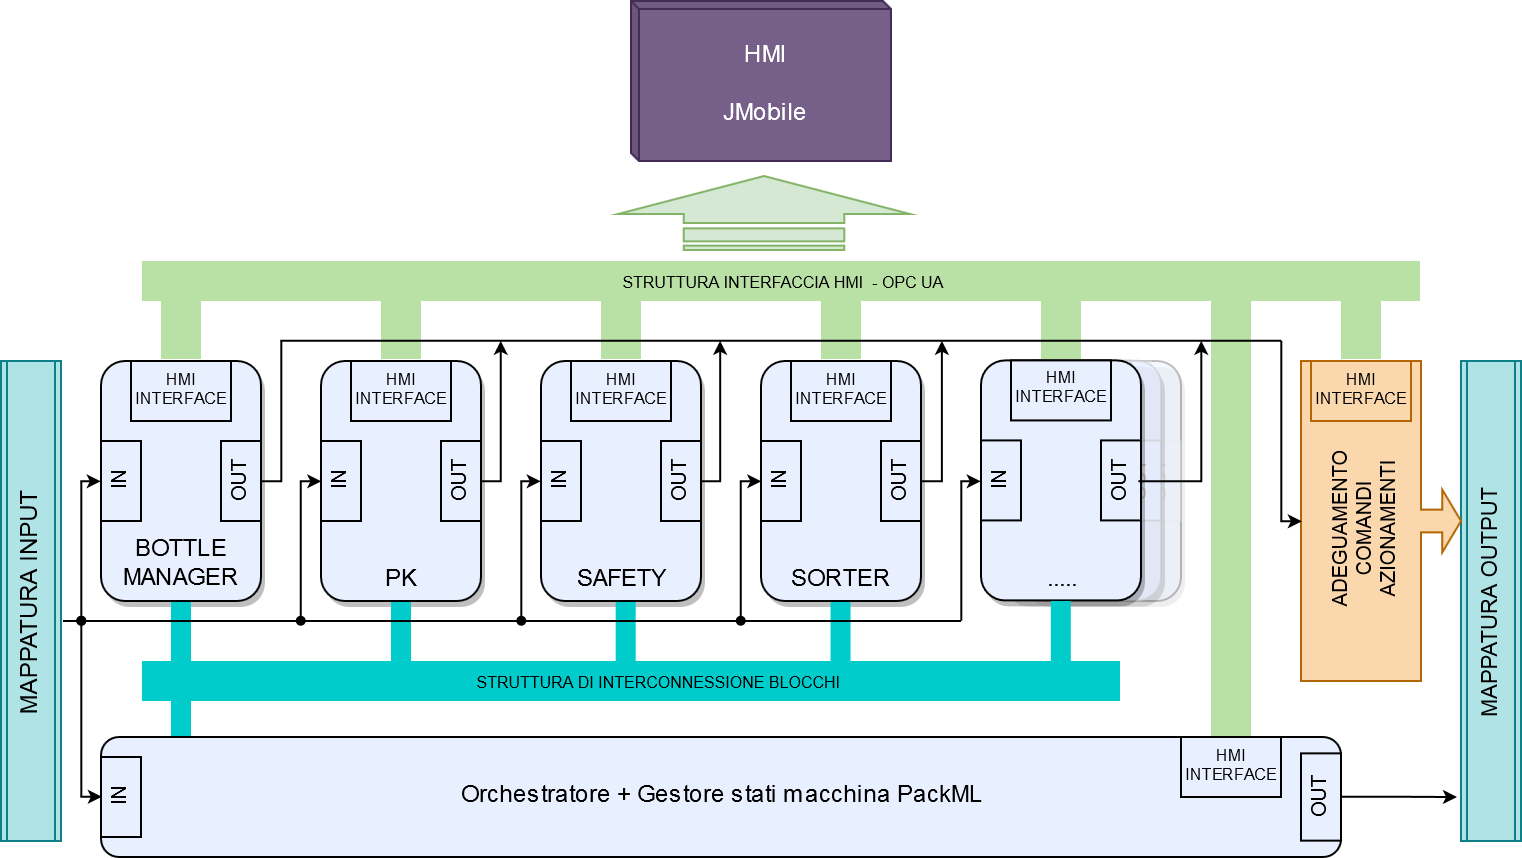 HMI
JMobile
STRUTTURA INTERFACCIA HMI - OPC UA
HMI
INTERFACE
HMI
INTERFACE
HMI
INTERFACE
HMI
INTERFACE
HMI
INTERFACE
HMI
INTERFACE
IN
OUT
IN
OUT
IN
OUT
IN
OUT
IN
OUT
BOTTLE
MANAGER
PK
SAFETY
SORTER
.....
MAPPATURA INPUT
ADEGUAMENTO
COMANDI
AZIONAMENTI
MAPPATURA OUTPUT
STRUTTURA DI INTERCONNESSIONE BLOCCHI
IN
Orchestratore + Gestore stati macchina PackML
HMI
INTERFACE
OUT